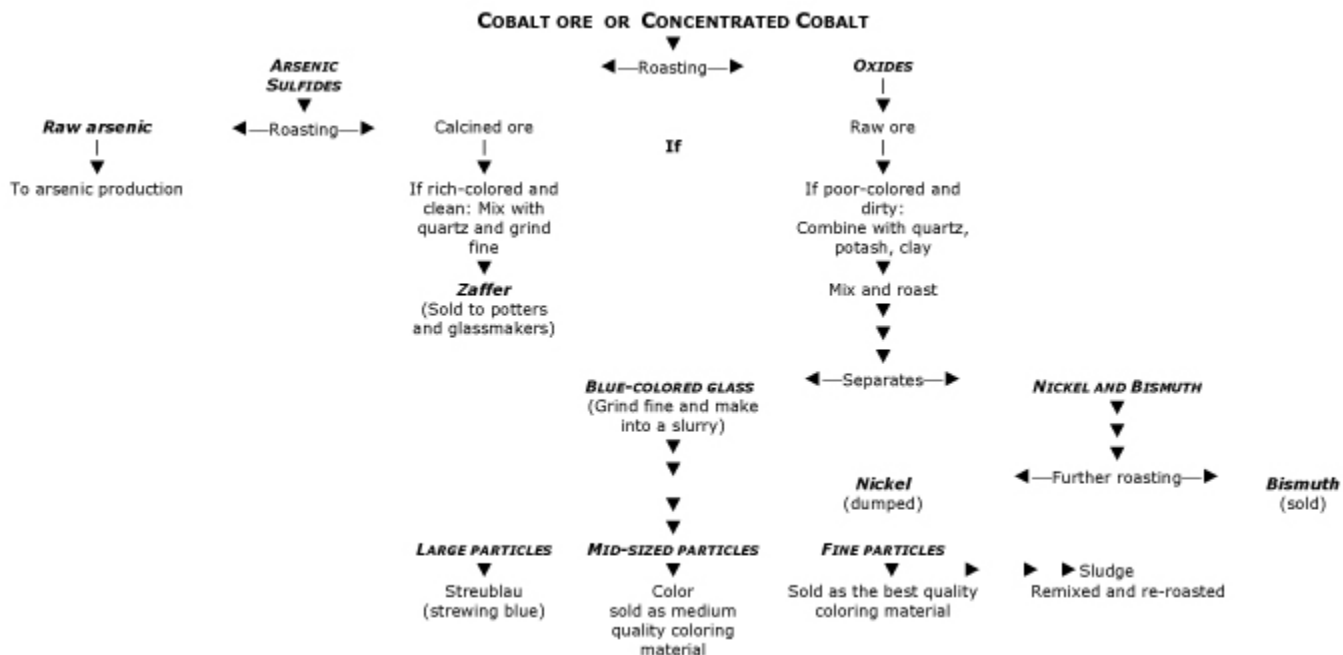 COBALT ORE OR CONCENTRATED COBALT
ARSENIC
SULFIDES
Roasting
OXIDES
Raw arsenic
Roasting
Calcined ore
If
Raw ore
To arsenic production
If rich-colored and
clean: Mix with
quartz and grind
fine
If poor-colored and
dirty:
Combine with quartz,
potash, clay
Zaffer
(Sold to potters
and glassmakers)
Mix and roast
BLUE-COLORED GLASS
(Grind fine and make
into a slurry)
Separates
NICKEL AND BISMUTH
Nickel
(dumped)
Further roasting
Bismuth
(sold)
LARGE PARTICLES
MID-SIZED PARTICLES
FINE PARTICLES
Streublau
(strewing blue)
Color
sold as medium
quality coloring
material
Sold as the best quality
coloring material
Sludge
Remixed and re-roasted